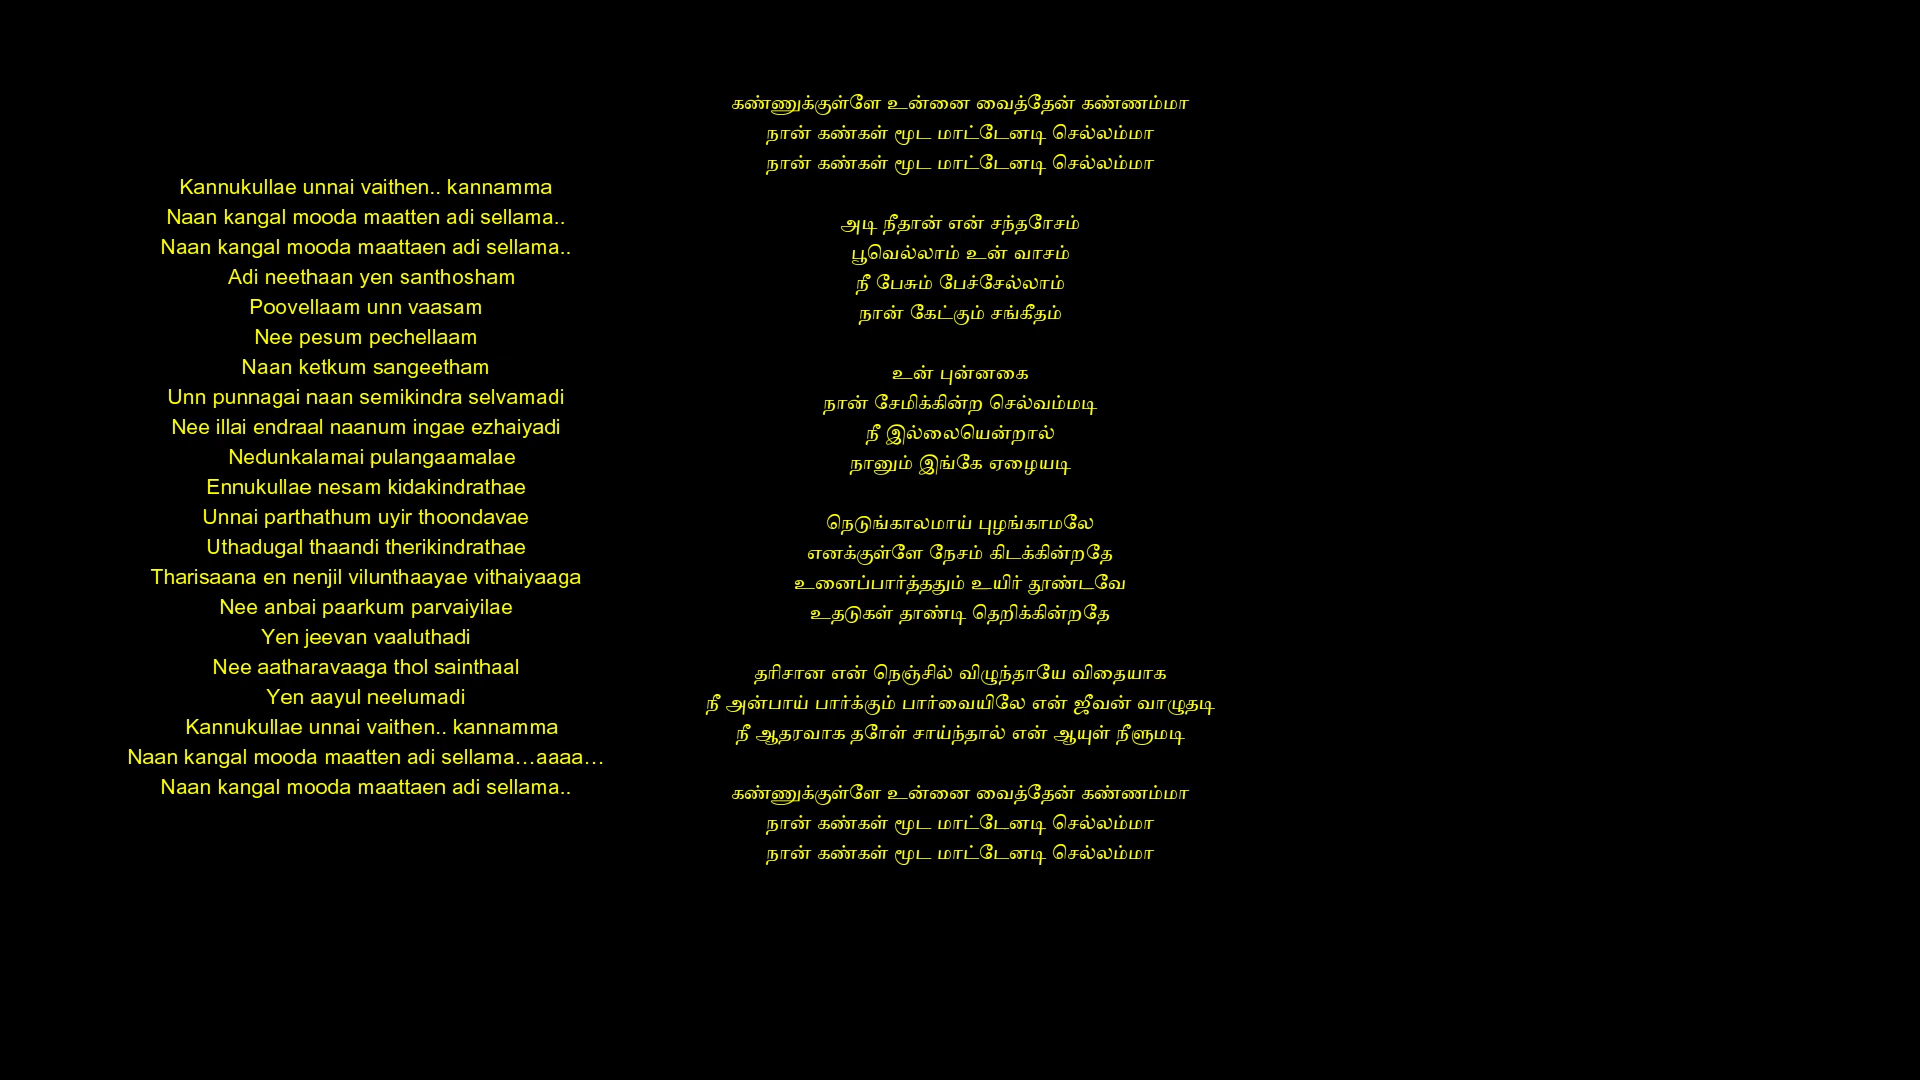 Kannukullae unnai vaithen.. kannamma
Naan kangal mooda maatten adi sellama..
Naan kangal mooda maattaen adi sellama..
Adi neethaan yen santhosham
Poovellaam unn vaasam
Nee pesum pechellaam
Naan ketkum sangeetham
Unn punnagai naan semikindra selvamadi
Nee illai endraal naanum ingae ezhaiyadi
Nedunkalamai pulangaamalae
Ennukullae nesam kidakindrathae
Unnai parthathum uyir thoondavae
Uthadugal thaandi therikindrathae
Tharisaana en nenjil vilunthaayae vithaiyaaga
Nee anbai paarkum parvaiyilae
Yen jeevan vaaluthadi
Nee aatharavaaga thol sainthaal
Yen aayul neelumadi
Kannukullae unnai vaithen.. kannamma
Naan kangal mooda maatten adi sellama…aaaa…
Naan kangal mooda maattaen adi sellama..
கண்ணுக்குள்ளே உன்னை வைத்தேன் கண்ணம்மா
நான் கண்கள் மூட மாட்டேனடி செல்லம்மா
நான் கண்கள் மூட மாட்டேனடி செல்லம்மா
அடி நீதான் என் சந்தரேசம்
பூவெல்லாம் உன் வாசம்
நீ பேசும் பேச்சேல்லாம்
நான் கேட்கும் சங்கீதம்
உன் புன்னகை
நான் சேமிக்கின்ற செல்வம்மடி
நீ இல்லையென்றால்
நானும் இங்கே ஏழையடி
நெடுங்காலமாய் புழங்காமலே
எனக்குள்ளே நேசம் கிடக்கின்றதே
உனைப்பார்த்ததும் உயிர் தூண்டவே
உதடுகள் தாண்டி தெறிக்கின்றதே
தரிசான என் நெஞ்சில் விழுந்தாயே விதையாக
நீ அன்பாய் பார்க்கும் பார்வையிலே என் ஜீவன் வாழுதடி
நீ ஆதரவாக தரேள் சாய்ந்தால் என் ஆயுள் நீளுமடி
கண்ணுக்குள்ளே உன்னை வைத்தேன் கண்ணம்மா
நான் கண்கள் மூட மாட்டேனடி செல்லம்மா
நான் கண்கள் மூட மாட்டேனடி செல்லம்மா